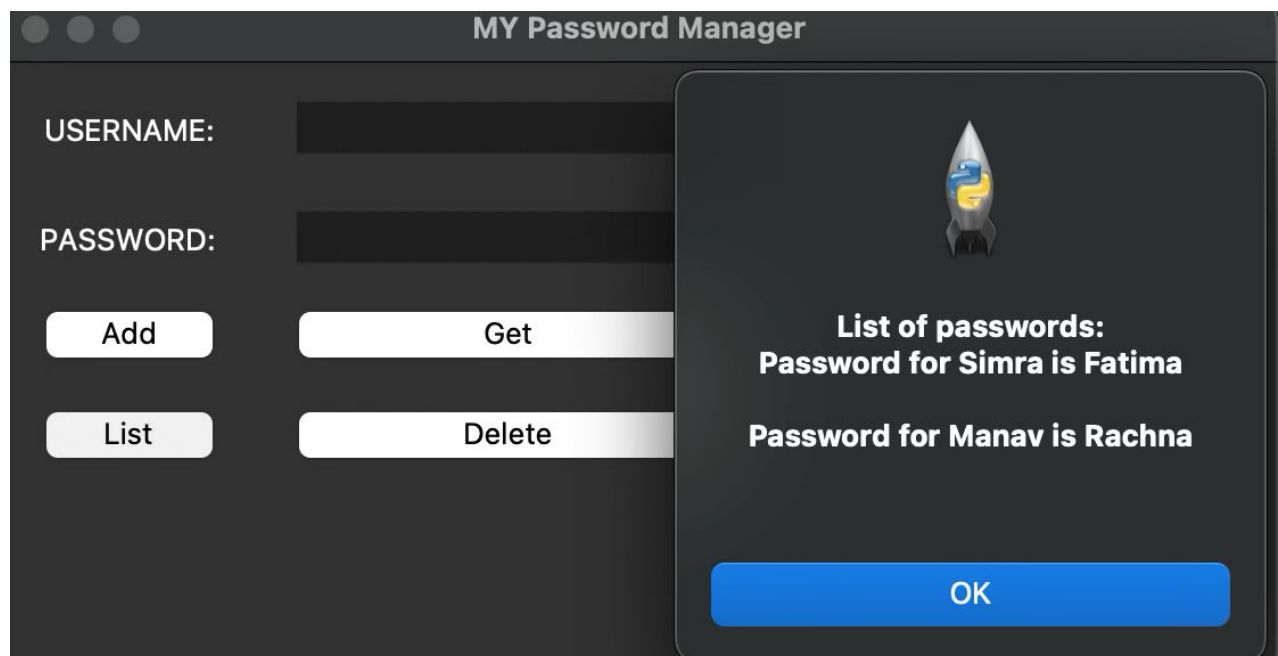 MY Password Manager
USERNAME:
PASSWORD:
Add
Get
List
Delete
List of passwords:
Password for Simra is Fatima
Password for Manav is Rachna
OK